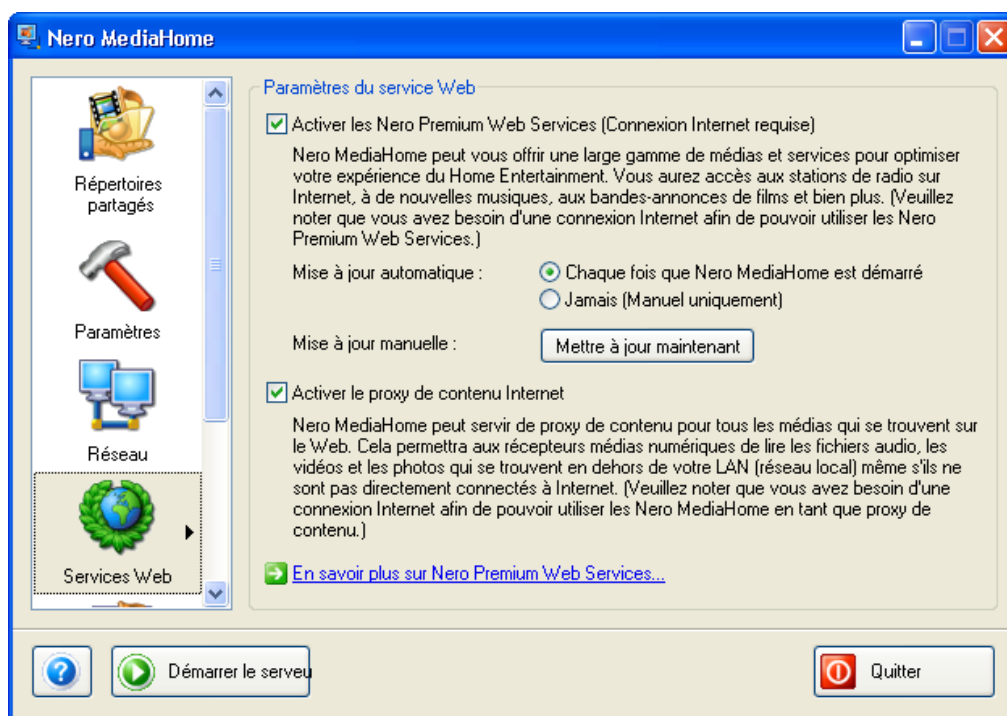 Nero MediaHome
Répertoires
partagés
Paramètres
Réseau
Services Web
Paramètres du service Web
Activer les Nero Premium Web Services (Connexion Internet requise)
Nero MediaHome peut vous offrir une large gamme de médias et services pour optimiser
votre expérience du Home Entertainment. Vous aurez accès aux stations de radio sur
Internet, à de nouvelles musiques, aux bandes-annonces de films et bien plus. (Veuillez
noter que vous avez besoin d'une connexion Internet afin de pouvoir utiliser les Nero
Premium Web Services.)
Mise à jour automatique :
Chaque fois que Nero MediaHome est démarré
Jamais (Manuel uniquement)
Mise à jour manuelle :
Mettre à jour maintenant
Activer le proxy de contenu Internet
Nero MediaHome peut servir de proxy de contenu pour tous les médias qui se trouvent sur
le Web. Cela permettra aux récepteurs médias numériques de lire les fichiers audio, les
vidéos et les photos qui se trouvent en dehors de votre LAN (réseau local) même s'ils ne
sont pas directement connectés à Internet. (Veuillez noter que vous avez besoin d'une
connexion Internet afin de pouvoir utiliser les Nero MediaHome en tant que proxy de
contenu.)
En savoir plus sur Nero Premium Web Services...
Démarrer le serveu
Quitter